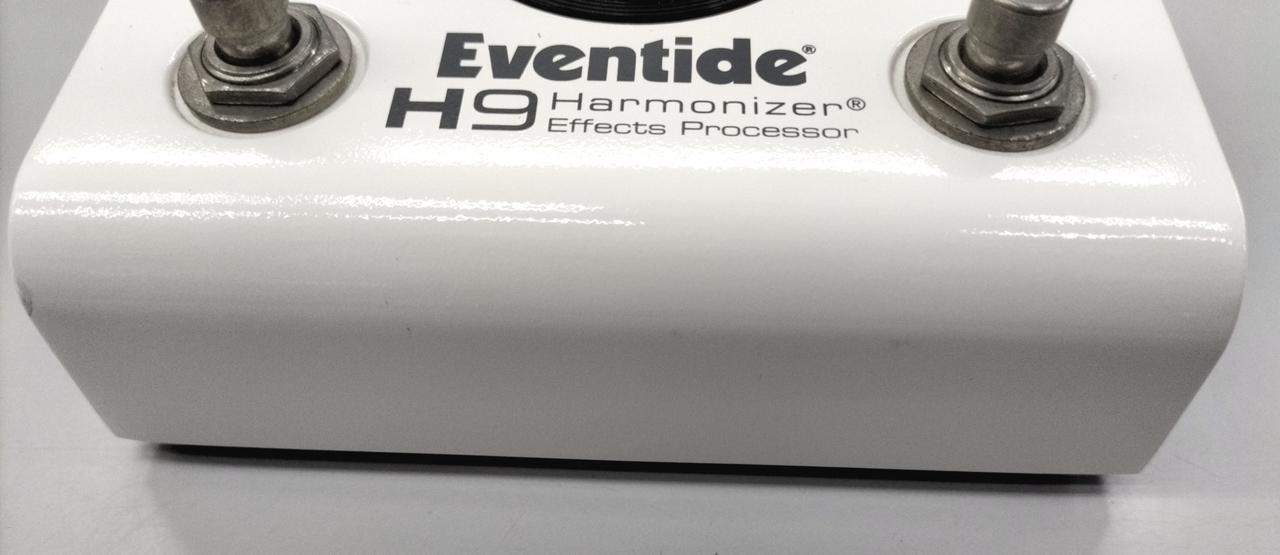 Eventide®
H9 Harmonizer®
Effects Processor